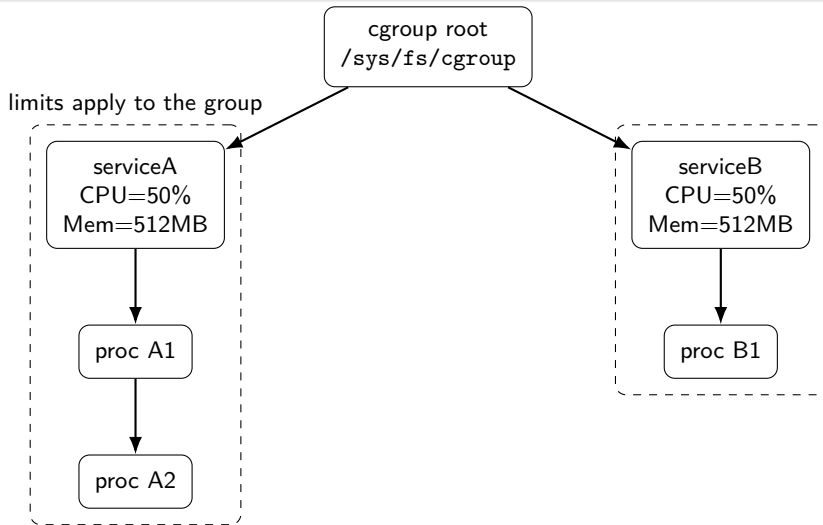 cgroup root
/sys/fs/cgroup
limits apply to the group
serviceA
CPU=50%
Mem=512MB
serviceB
CPU=50%
Mem=512MB
proc A1
proc B1
proc A2